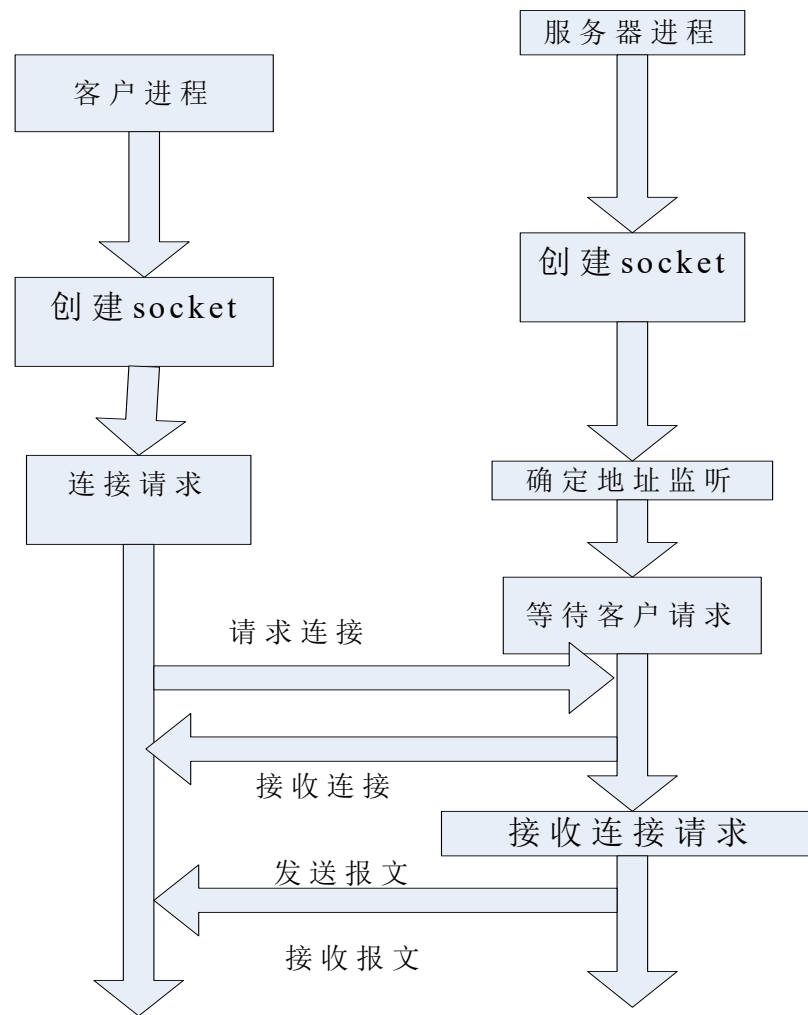 服务器进程
客户进程
创建socket
创建socket
连接请求
确定地址监听
等待客户请求
请求连接
接收连接
接收连接请求
发送报文
接收报文